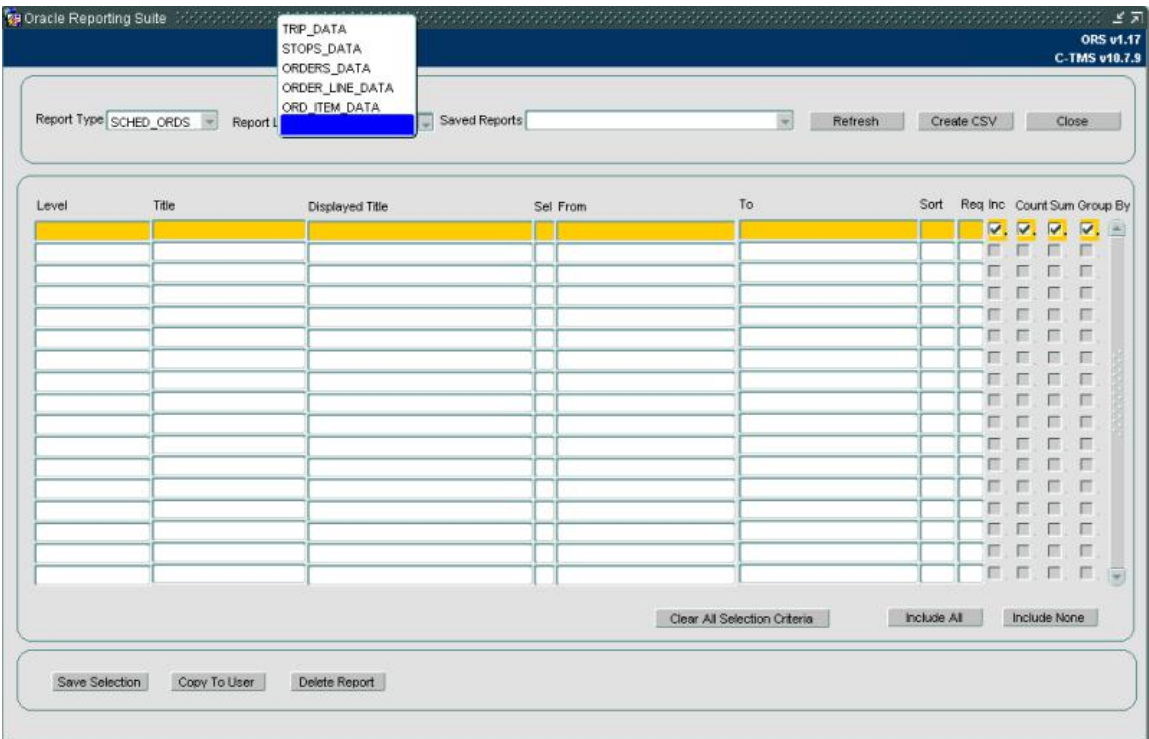 Oracle Reporting Suite
ORS v1.17
C-TMS v10.7.9
TRIP_DATA
STOPS_DATA
ORDERS_DATA
ORDER_LINE_DATA
ORD_ITEM_DATA
Report Type SCHED_ORDS Report L Saved Reports Refresh Create CSV Close
Level Title Displayed Title Sel From To Sort Req Inc Count Sum Group By
Clear All Selection Criteria Include All Include None
Save Selection Copy To User Delete Report